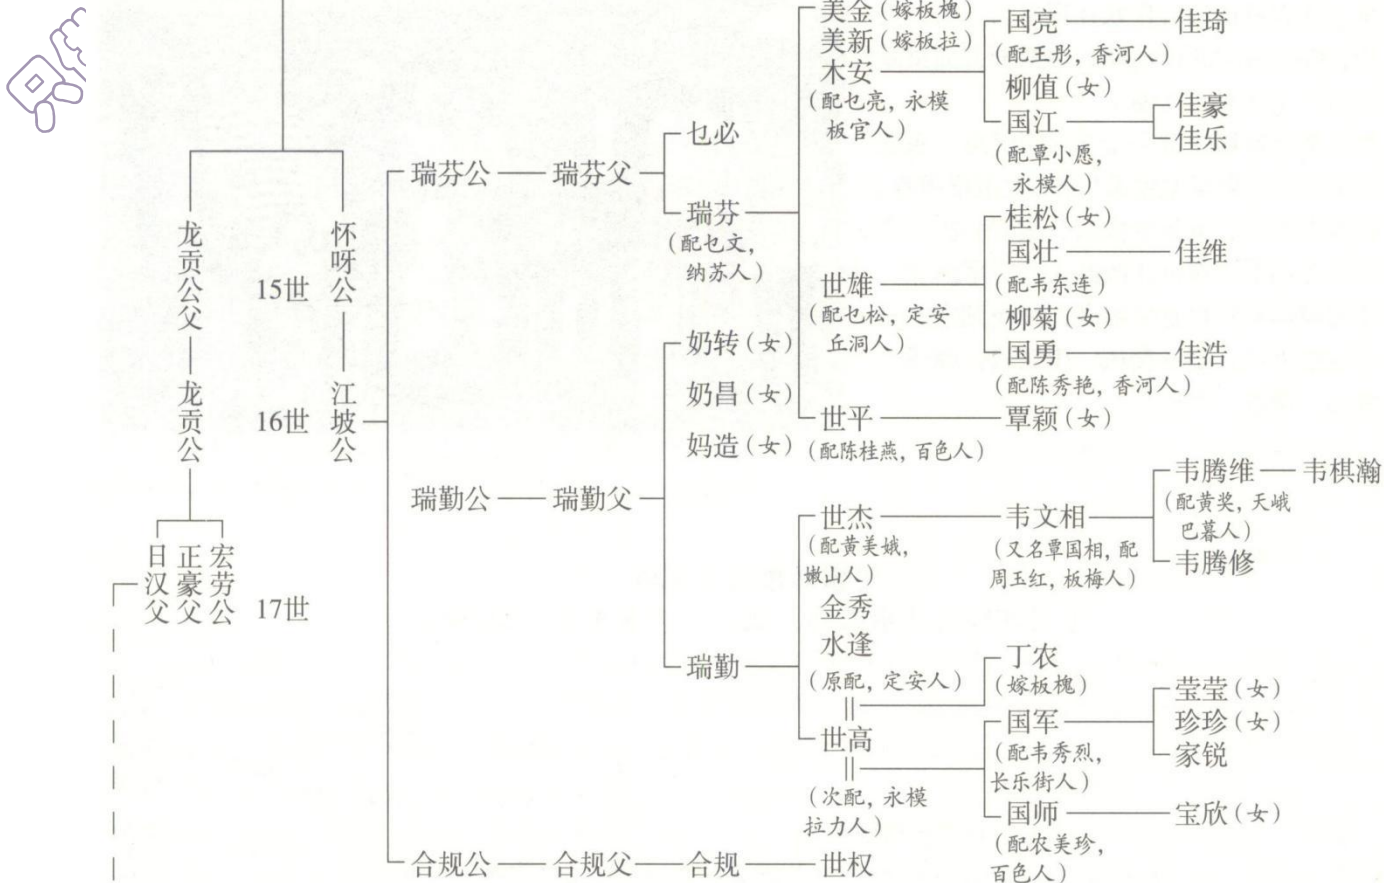 美金（嫁板槐）
美新（嫁板拉）
木安
（配乜亮，永模
板官人）
国亮
佳琦
（配王彤，香河人）
柳值（女）
国江
佳豪
佳乐
（配覃小愿，
永模人）
龙贡公父
龙贡公
日汉父
正豪父
宏劳公
15世
怀呀公
16世
江坡公
17世
瑞芬公
瑞芬父
乜必
瑞芬
（配乜文，
纳苏人）
世雄
（配乜松，定安
丘洞人）
桂松（女）
国壮
佳维
（配韦东连）
柳菊（女）
国勇
佳浩
（配陈秀艳，香河人）
世平
覃颖（女）
（配陈桂燕，百色人）
瑞勤公
瑞勤父
奶转（女）
奶昌（女）
妈造（女）
瑞勤
世杰
（配黄美娥，
嫩山人）
韦文相
（又名覃国相，配
周玉红，板梅人）
韦腾维
韦棋瀚
（配黄奖，天峨
巴暮人）
韦腾修
金秀
水逢
（原配，定安人）
丁农
（嫁板槐）
世高
国军
（配韦秀烈，
长乐街人）
莹莹（女）
珍珍（女）
家锐
（次配，永模
拉力人）
国师
宝欣（女）
（配农美珍，
百色人）
合规公
合规父
合规
世权